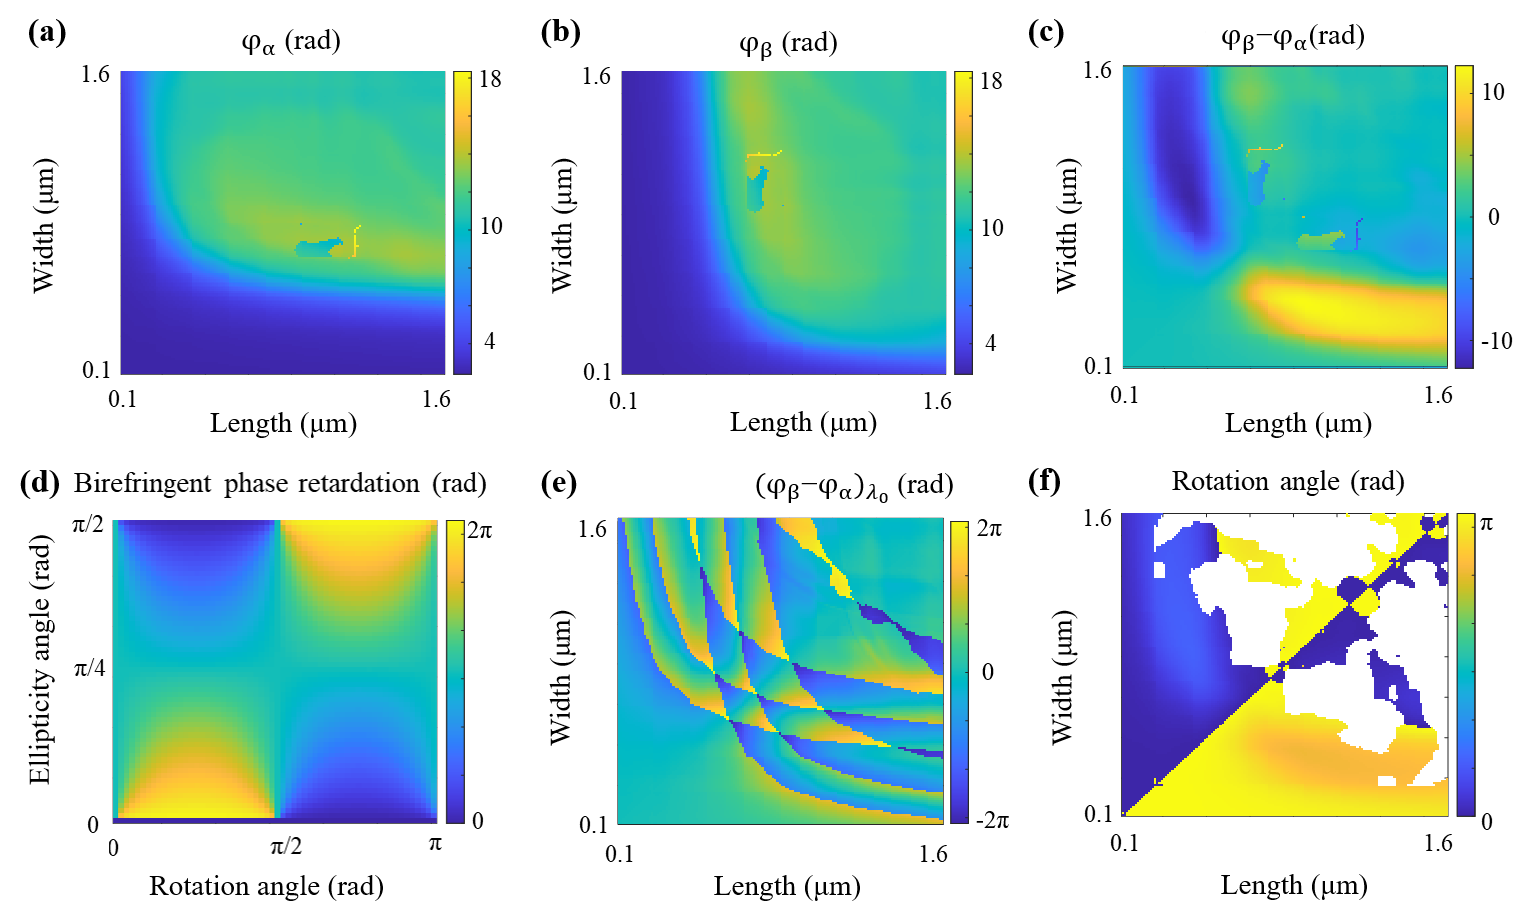 (a)
φα (rad)
1.6
Width (μm)
0.1
0.1
1.6
Length (μm)
18
10
4
(b)
φβ (rad)
1.6
Width (μm)
0.1
0.1
1.6
Length (μm)
18
10
4
(c)
φβ−φα(rad)
1.6
Width (μm)
0.1
0.1
1.6
Length (μm)
10
0
-10
(d) Birefringent phase retardation (rad)
π/2
Ellipticity angle (rad)
π/4
0
0
π/2
π
Rotation angle (rad)
2π
0
(e)
(φβ−φα)λ0 (rad)
1.6
Width (μm)
0.1
0.1
1.6
Length (μm)
2π
0
-2π
(f)
Rotation angle (rad)
1.6
Width (μm)
0.1
0.1
1.6
Length (μm)
π
0